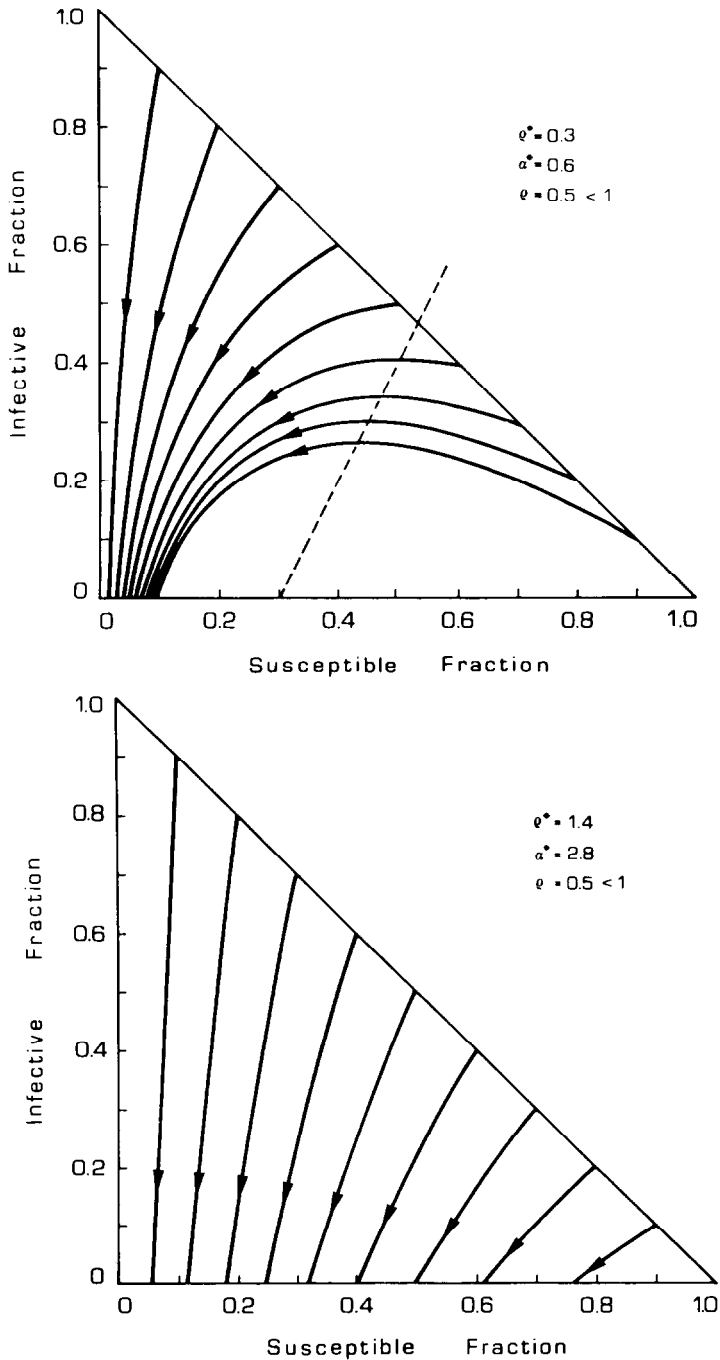 1.0
0.8
0.6
0.4
0.2
0
Infective Fraction
ϱ* = 0.3
α* = 0.6
ϱ = 0.5 < 1
0 0.2 0.4 0.6 0.8 1.0
Susceptible Fraction
1.0
0.8
0.6
0.4
0.2
0
Infective Fraction
ϱ* = 1.4
α* = 2.8
ϱ = 0.5 < 1
0 0.2 0.4 0.6 0.8 1.0
Susceptible Fraction